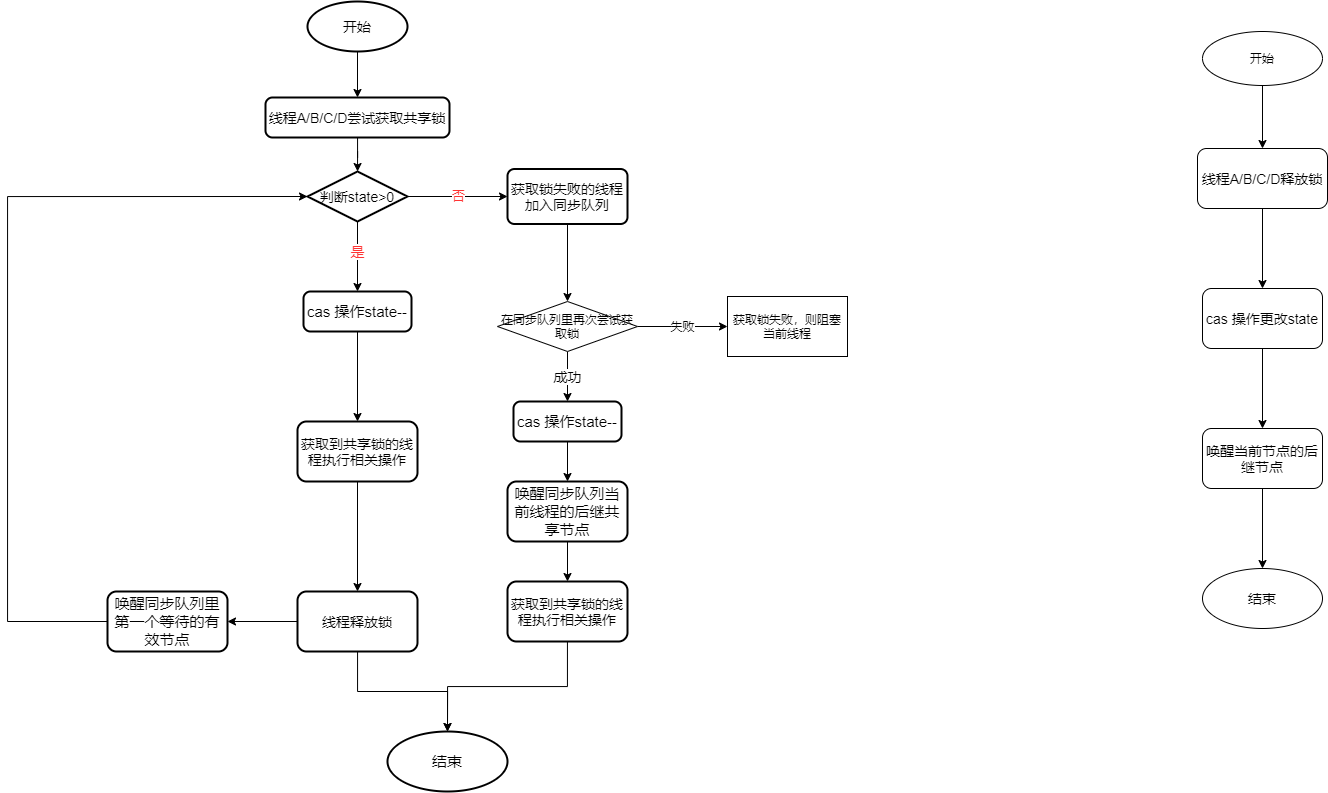 开始
线程A/B/C/D尝试获取共享锁
判断state>0
否
获取锁失败的线程
加入同步队列
是
cas 操作state--
在同步队列里再次尝试获
取锁
失败
获取锁失败，则阻塞
当前线程
成功
cas 操作state--
获取到共享锁的线
程执行相关操作
唤醒同步队列当
前线程的后继共
享节点
获取到共享锁的线
程执行相关操作
线程释放锁
唤醒同步队列里
第一个等待的有
效节点
结束
开始
线程A/B/C/D释放锁
cas 操作更改state
唤醒当前节点的后
继节点
结束